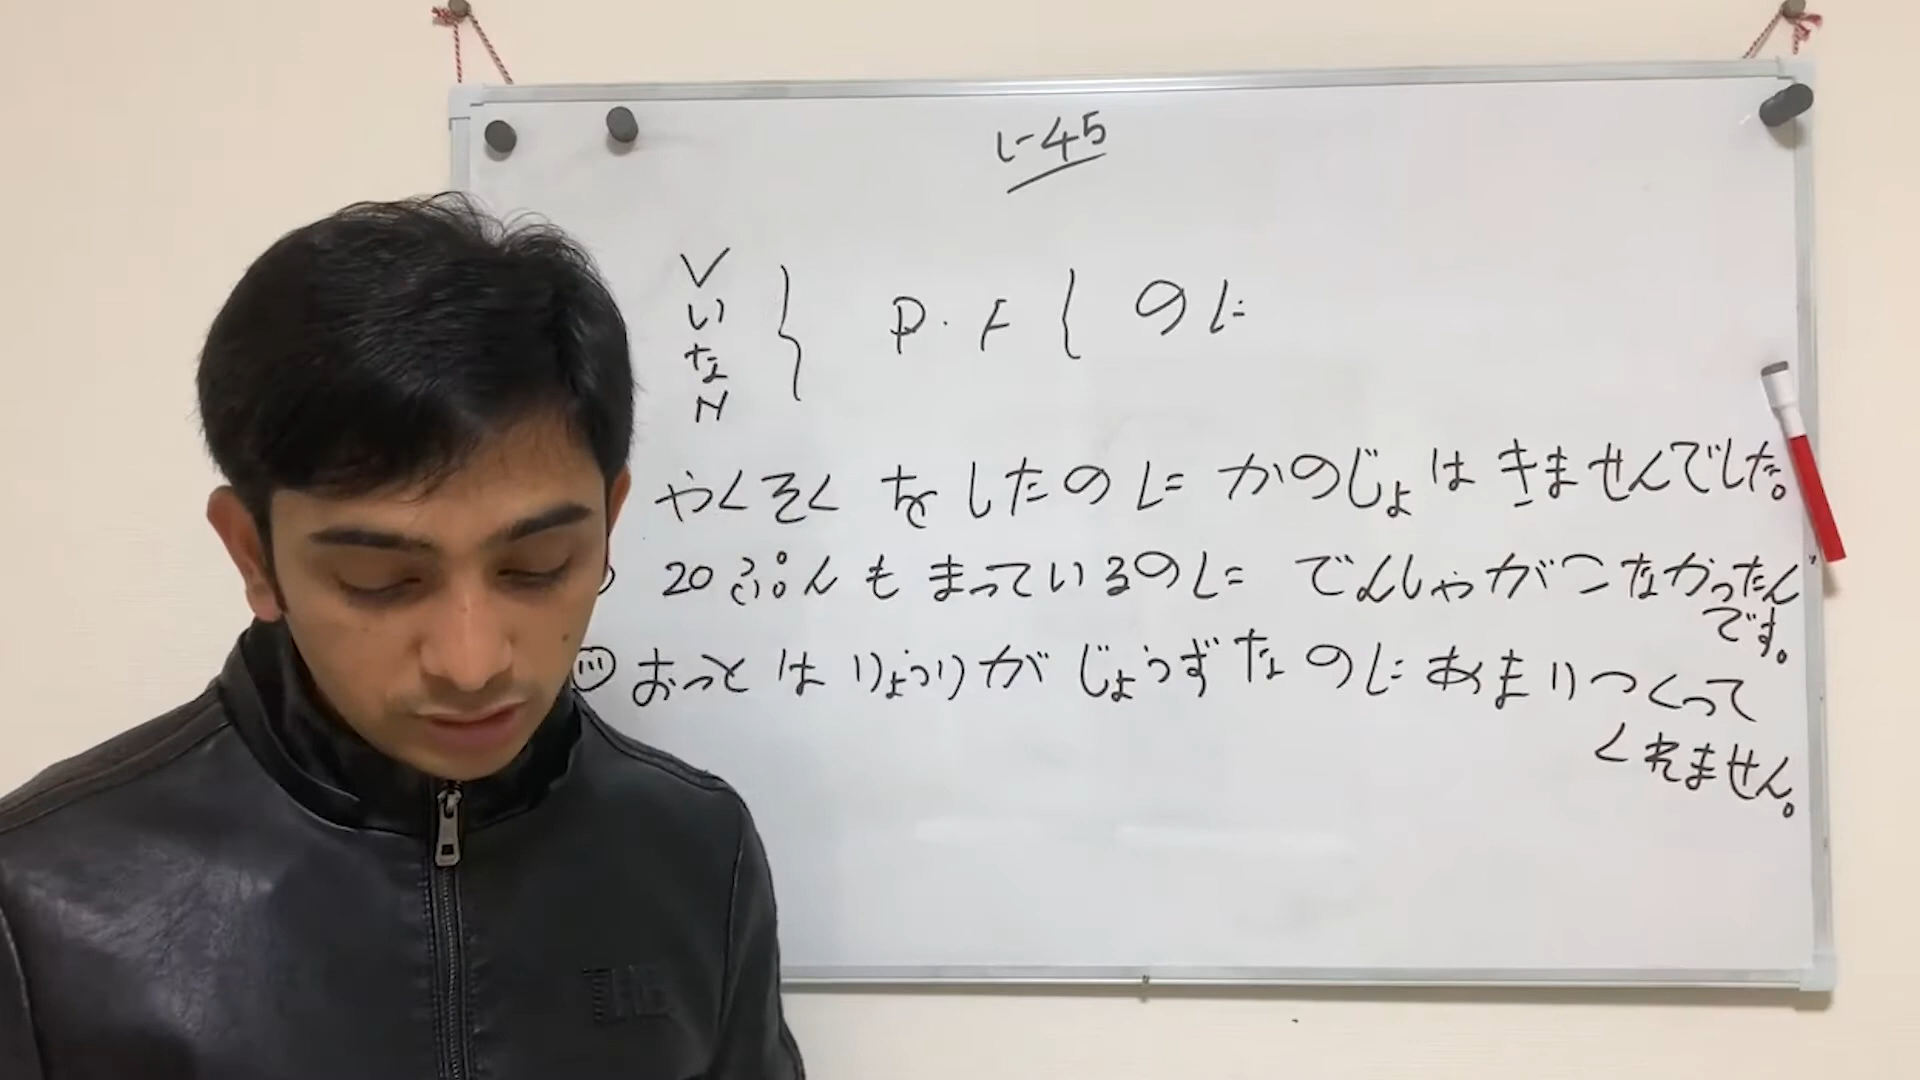 L-45
V
い
な
N
} P.F { のに
やくそくをしたのに かのじょは きませんでした。
20ぷんも まっているのに でんしゃがこなかったん
です。
(iii) おっとは りょうりが じょうずなのに あまりつくって
くれません。